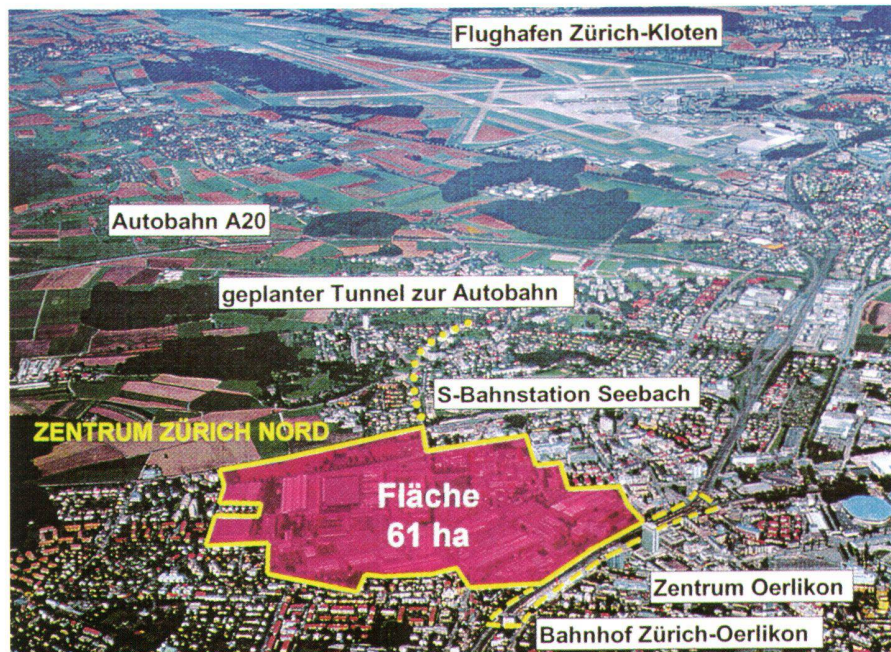 Flughafen Zürich-Kloten
Autobahn A20
geplanter Tunnel zur Autobahn
S-Bahnstation Seebach
ZENTRUM ZÜRICH NORD
Fläche
61 ha
Zentrum Oerlikon
Bahnhof Zürich-Oerlikon